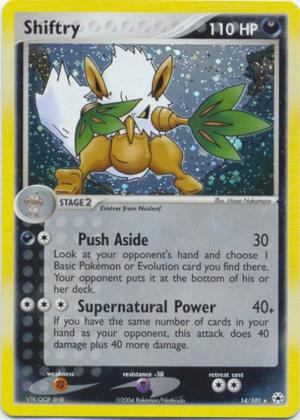 Shiftry 110 HP
Illus. Hisao Nakamura
STAGE 2
Evolves from Nuzleaf
Push Aside 30
Look at your opponent's hand and choose 1
Basic Pokémon or Evolution card you find there.
Your opponent puts it at the bottom of his or
her deck.
Supernatural Power 40+
If you have the same number of cards in your
hand as your opponent, this attack does 40
damage plus 40 more damage.
weakness resistance -30 retreat cost
©2004 Pokémon/Nintendo 14/101 ★